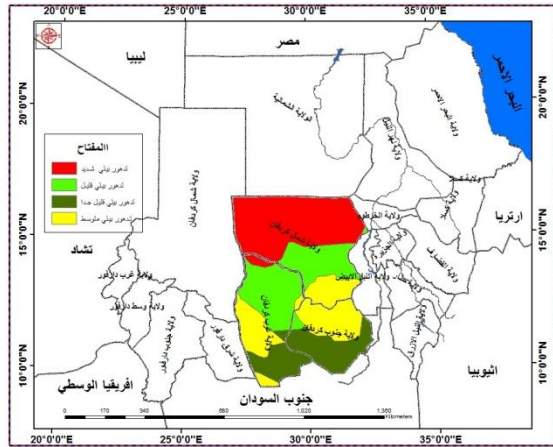 20°0'0"E
25°0'0"E
30°0'0"E
35°0'0"E
ليبيا
مصر
البحر الاحمر
20°0'0"N
20°0'0"N
الولاية الشمالية
ولاية البحر الاحمر
ولاية نهر النيل
المفتاح
تدهور بيئي شديد
تدهور بيئي قليل
تدهور بيئي قليل جدا
تدهور بيئي متوسط
ولاية كسلا
ولاية الخرطوم
ارتريا
15°0'0"N
15°0'0"N
ولاية شمال كردفان
ولاية شمال كردفان
ولاية الجزيرة
ولاية القضارف
تشاد
ولاية غرب دارفور
ولاية وسط دارفور
ولاية جنوب دارفور
ولاية شرق دارفور
ولاية النيل الابيض
ولاية جنوب كردفان
ولاية النيل الازرق
10°0'0"N
10°0'0"N
افريقيا الوسطي
جنوب السودان
اثيوبيا
0 170 340 680 1,020 1,360
Kilometers
20°0'0"E
25°0'0"E
30°0'0"E
35°0'0"E